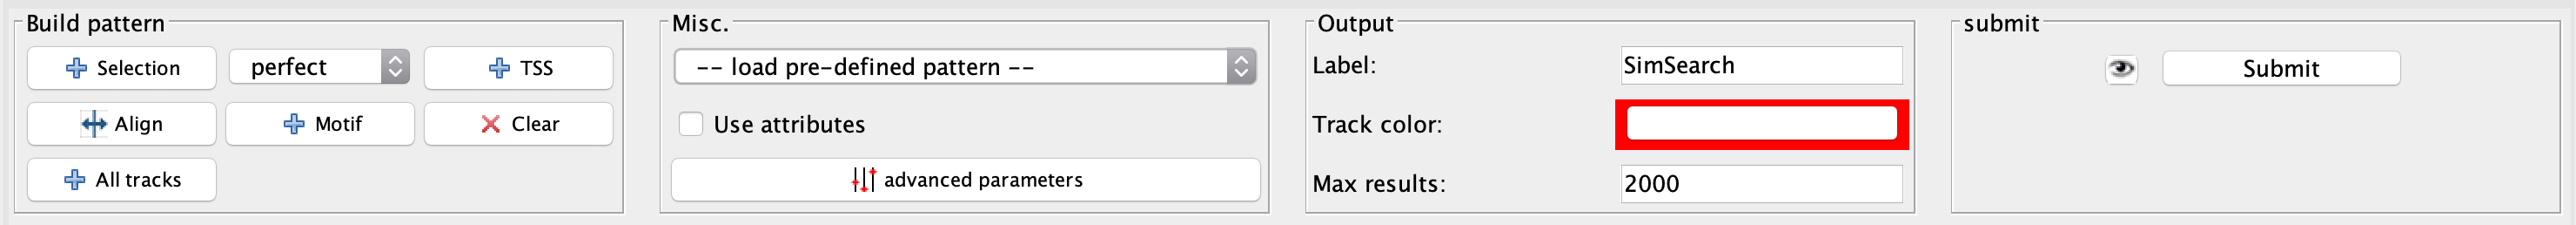 Build pattern
Selection
perfect
TSS
Align
Motif
Clear
All tracks
Misc.
-- load pre-defined pattern --
Use attributes
advanced parameters
Output
Label:
SimSearch
Track color:
Max results:
2000
submit
Submit